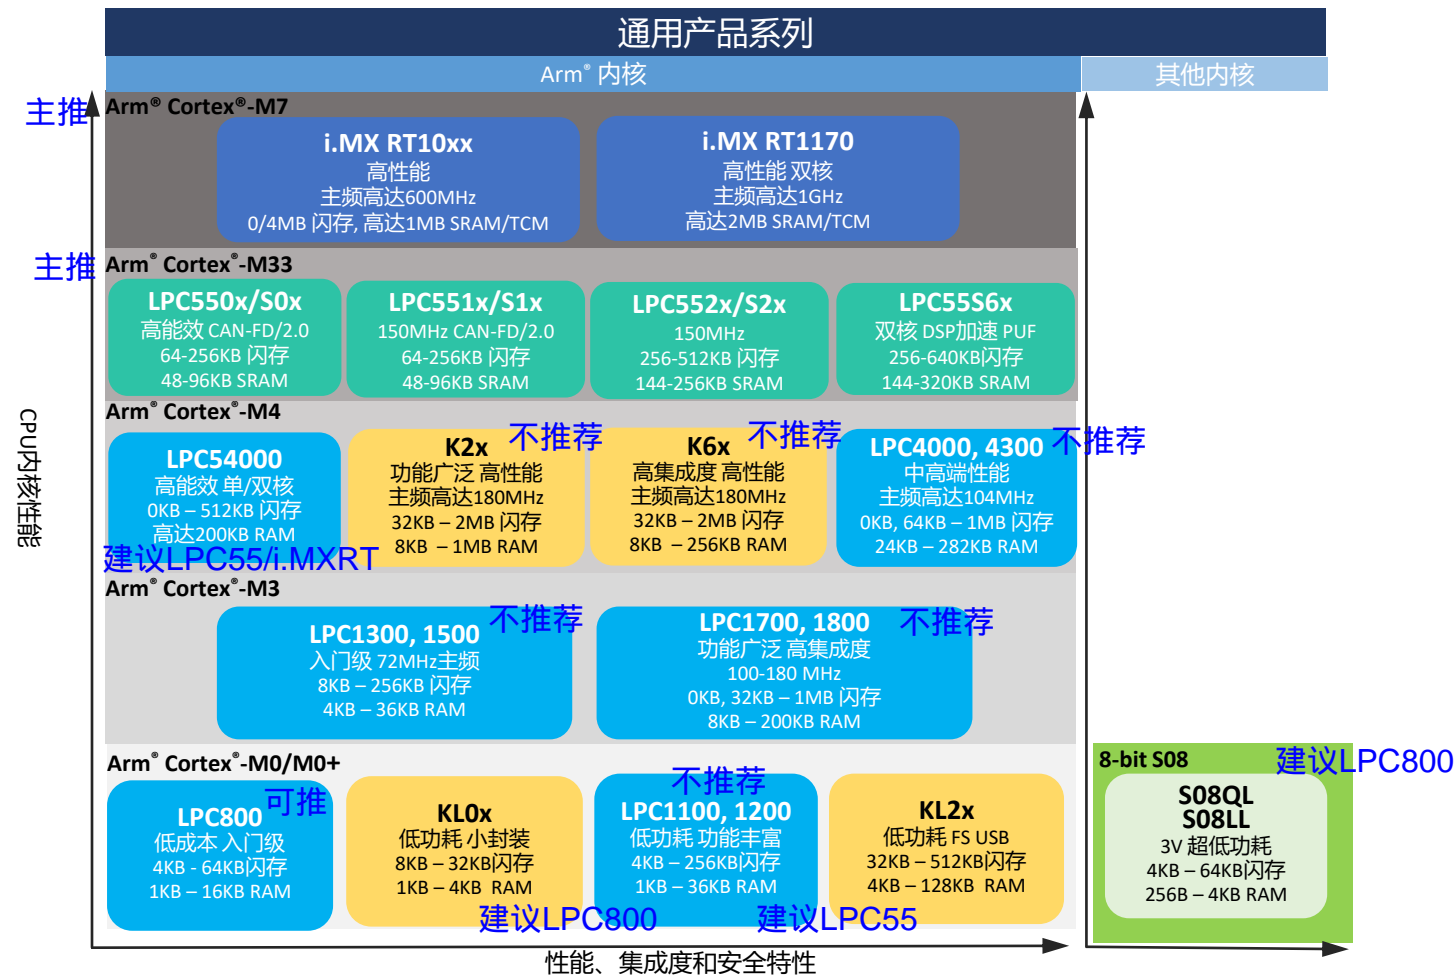 通用产品系列
Arm® 内核
其他内核
主推
Arm® Cortex®-M7
i.MX RT10xx
高性能
主频高达600MHz
0/4MB 闪存, 高达1MB SRAM/TCM
i.MX RT1170
高性能 双核
主频高达1GHz
高达2MB SRAM/TCM
主推
Arm® Cortex®-M33
LPC550x/S0x
高能效 CAN-FD/2.0
64-256KB 闪存
48-96KB SRAM
LPC551x/S1x
150MHz CAN-FD/2.0
64-256KB 闪存
48-96KB SRAM
LPC552x/S2x
150MHz
256-512KB 闪存
144-256KB SRAM
LPC55S6x
双核 DSP加速 PUF
256-640KB闪存
144-320KB SRAM
CPU内核性能
Arm® Cortex®-M4
LPC54000
高能效 单/双核
0KB – 512KB 闪存
高达200KB RAM
建议LPC55/i.MXRT
不推荐
K2x
功能广泛 高性能
主频高达180MHz
32KB – 2MB 闪存
8KB – 1MB RAM
不推荐
K6x
高集成度 高性能
主频高达180MHz
32KB – 2MB 闪存
8KB – 256KB RAM
不推荐
LPC4000, 4300
中高端性能
主频高达104MHz
0KB, 64KB – 1MB 闪存
24KB – 282KB RAM
Arm® Cortex®-M3
不推荐
LPC1300, 1500
入门级 72MHz主频
8KB – 256KB 闪存
4KB – 36KB RAM
不推荐
LPC1700, 1800
功能广泛 高集成度
100-180 MHz
0KB, 32KB – 1MB 闪存
8KB – 200KB RAM
Arm® Cortex®-M0/M0+
可推
LPC800
低成本 入门级
4KB - 64KB闪存
1KB – 16KB RAM
KL0x
低功耗 小封装
8KB – 32KB闪存
1KB – 4KB RAM
建议LPC800
不推荐
LPC1100, 1200
低功耗 功能丰富
4KB – 256KB闪存
1KB – 36KB RAM
KL2x
低功耗 FS USB
32KB – 512KB闪存
4KB – 128KB RAM
建议LPC55
8-bit S08
建议LPC800
S08QL
S08LL
3V 超低功耗
4KB – 64KB闪存
256B – 4KB RAM
性能、集成度和安全特性